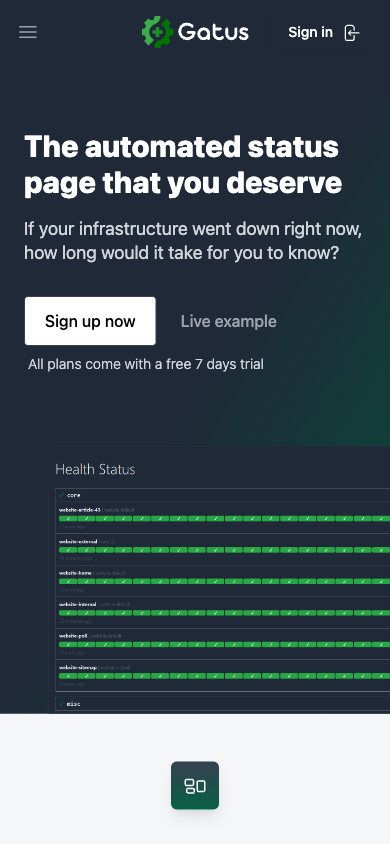 Gatus
Sign in
The automated status
page that you deserve
If your infrastructure went down right now,
how long would it take for you to know?
Sign up now
Live example
All plans come with a free 7 days trial
Health Status
✓ core
website-article-40
website-external
website-home
website-internal
website-poll
website-sitemap
✓ misc